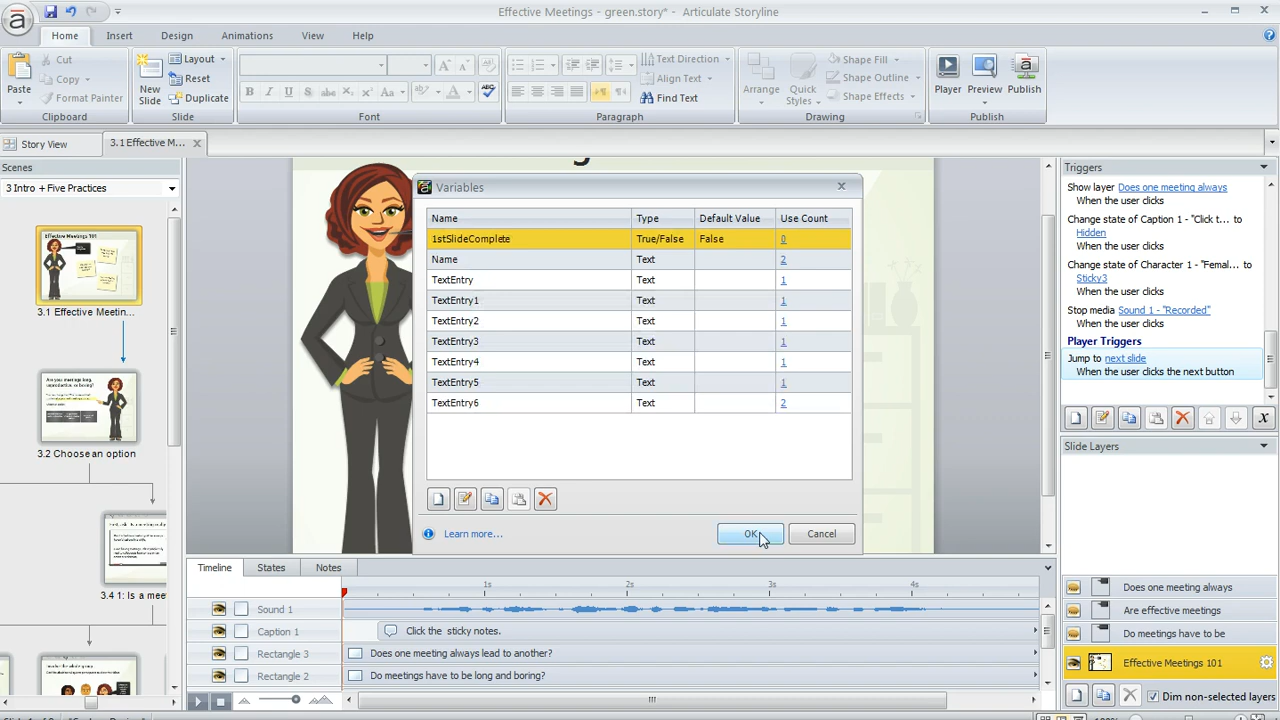 Effective Meetings - green.story* - Articulate Storyline
Home Insert Design Animations View Help
Paste
Cut
Copy
Format Painter
Clipboard
New Slide
Layout
Reset
Duplicate
Slide
Font
Paragraph
Text Direction
Align Text
Find Text
Arrange
Quick Styles
Shape Fill
Shape Outline
Shape Effects
Drawing
Player
Preview
Publish
Publish
Story View
3.1 Effective M...
Scenes
3 Intro + Five Practices
Effective Meetings 101
3.1 Effective Meetin...
3.2 Choose an option
3.4 1: Is a mee
Variables
Name Type Default Value Use Count
1stSlideComplete True/False False 0
Name Text 2
TextEntry Text 1
TextEntry1 Text 1
TextEntry2 Text 1
TextEntry3 Text 1
TextEntry4 Text 1
TextEntry5 Text 1
TextEntry6 Text 2
Learn more...
OK
Cancel
Timeline States Notes
1s 2s 3s 4s
Sound 1
Caption 1 Click the sticky notes.
Rectangle 3 Does one meeting always lead to another?
Rectangle 2 Do meetings have to be long and boring?
Triggers
Show layer Does one meeting always
When the user clicks
Change state of Caption 1 - "Click t... to
Hidden
When the user clicks
Change state of Character 1 - "Femal... to
Sticky3
When the user clicks
Stop media Sound 1 - "Recorded"
When the user clicks
Player Triggers
Jump to next slide
When the user clicks the next button
Slide Layers
Does one meeting always
Are effective meetings
Do meetings have to be
Effective Meetings 101
Dim non-selected layers